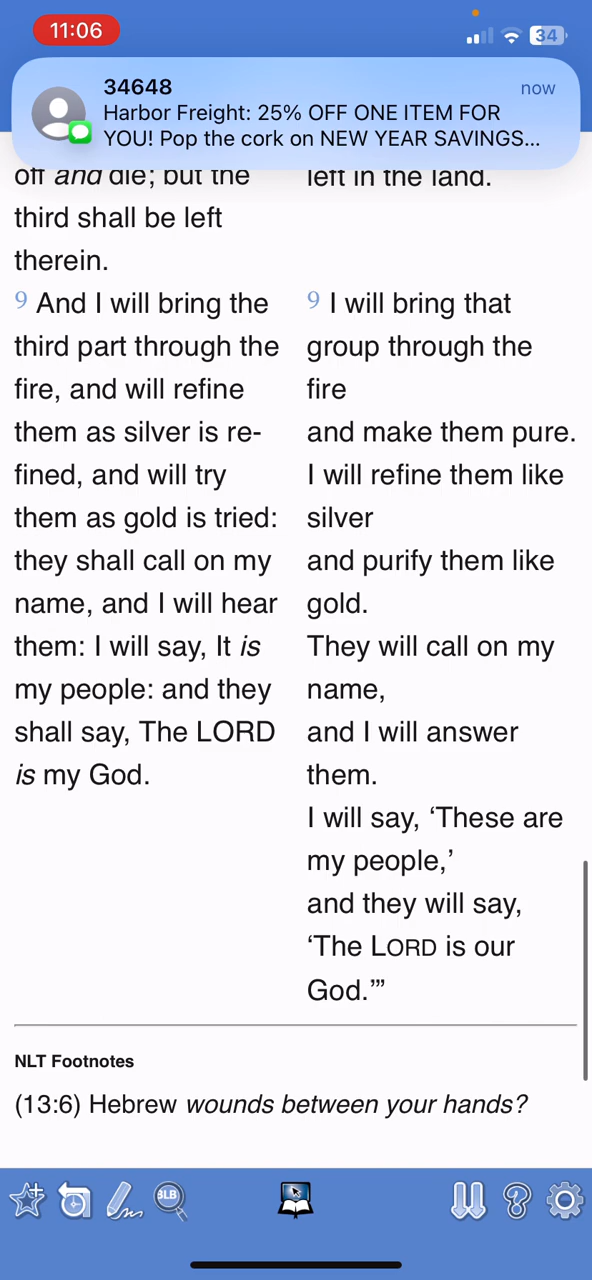 11:06
34
34648
now
Harbor Freight: 25% OFF ONE ITEM FOR
YOU! Pop the cork on NEW YEAR SAVINGS...
off and die; but the
third shall be left
therein.
9 And I will bring the
third part through the
fire, and will refine
them as silver is re-
fined, and will try
them as gold is tried:
they shall call on my
name, and I will hear
them: I will say, It is
my people: and they
shall say, The LORD
is my God.
left in the land.
9 I will bring that
group through the
fire
and make them pure.
I will refine them like
silver
and purify them like
gold.
They will call on my
name,
and I will answer
them.
I will say, ‘These are
my people,’
and they will say,
‘The LORD is our
God.’”
NLT Footnotes
(13:6) Hebrew wounds between your hands?
BLB